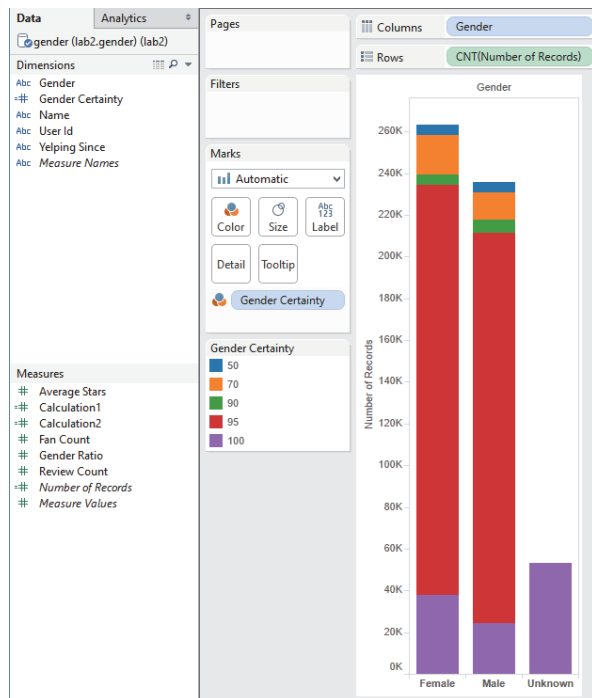 Data
Analytics
gender (lab2.gender) (lab2)
Dimensions
Abc Gender
=# Gender Certainty
Abc Name
Abc User Id
Abc Yelping Since
Abc Measure Names
Measures
# Average Stars
=# Calculation1
=# Calculation2
# Fan Count
# Gender Ratio
# Review Count
=# Number of Records
# Measure Values
Pages
Filters
Marks
Automatic
Color
Size
Abc
123
Label
Detail
Tooltip
Gender Certainty
Gender Certainty
50
70
90
95
100
Columns
Gender
Rows
CNT(Number of Records)
Gender
260K
240K
220K
200K
180K
160K
140K
120K
100K
80K
60K
40K
20K
0K
Number of Records
Female
Male
Unknown